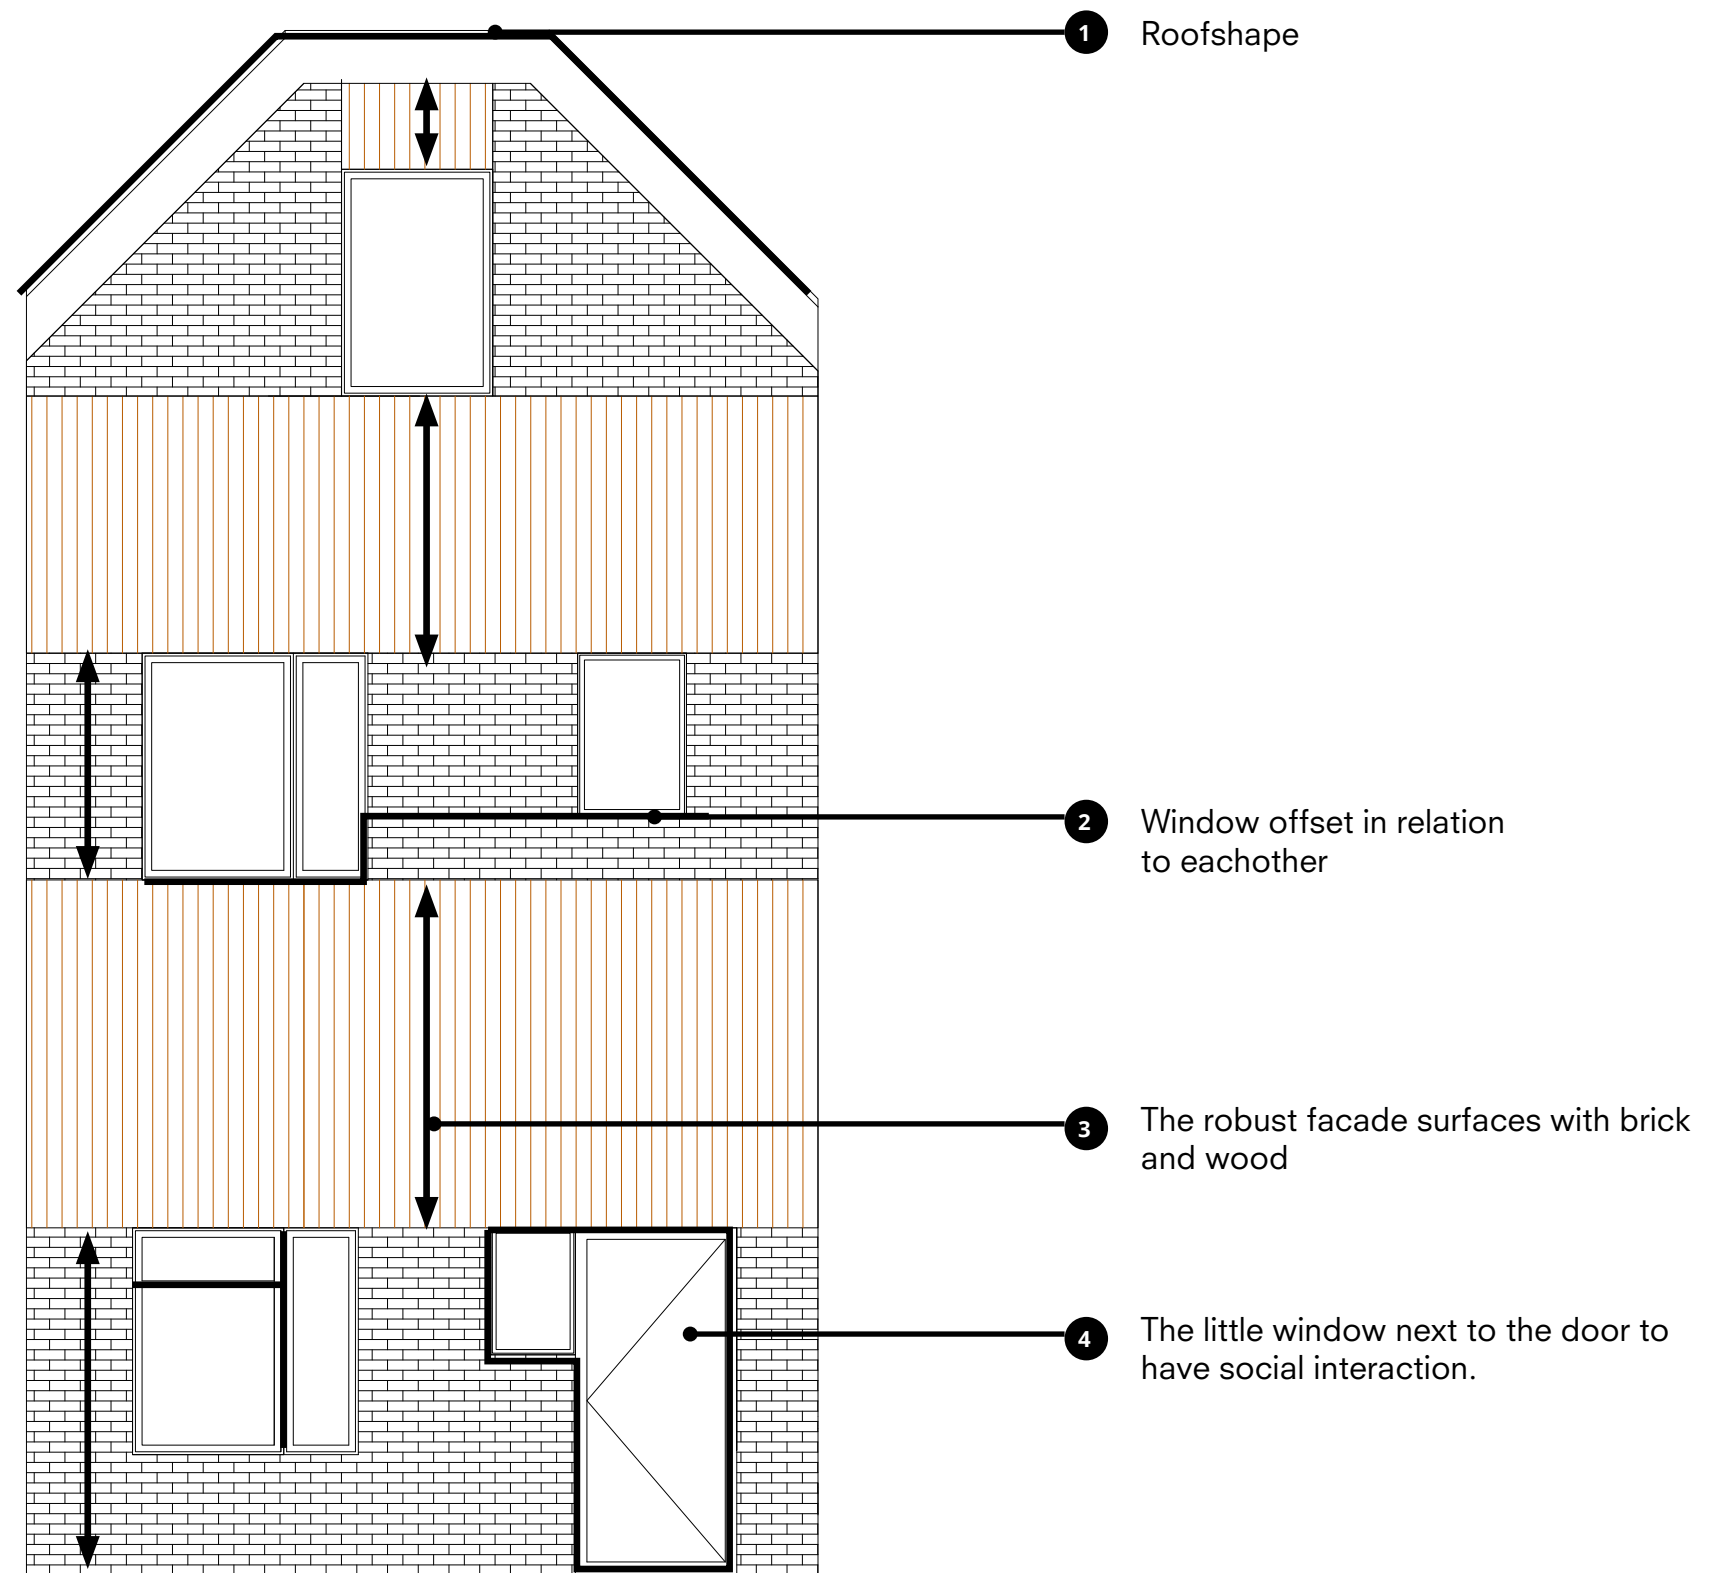 1 Roofshape
2 Window offset in relation
to eachother
3 The robust facade surfaces with brick
and wood
4 The little window next to the door to
have social interaction.